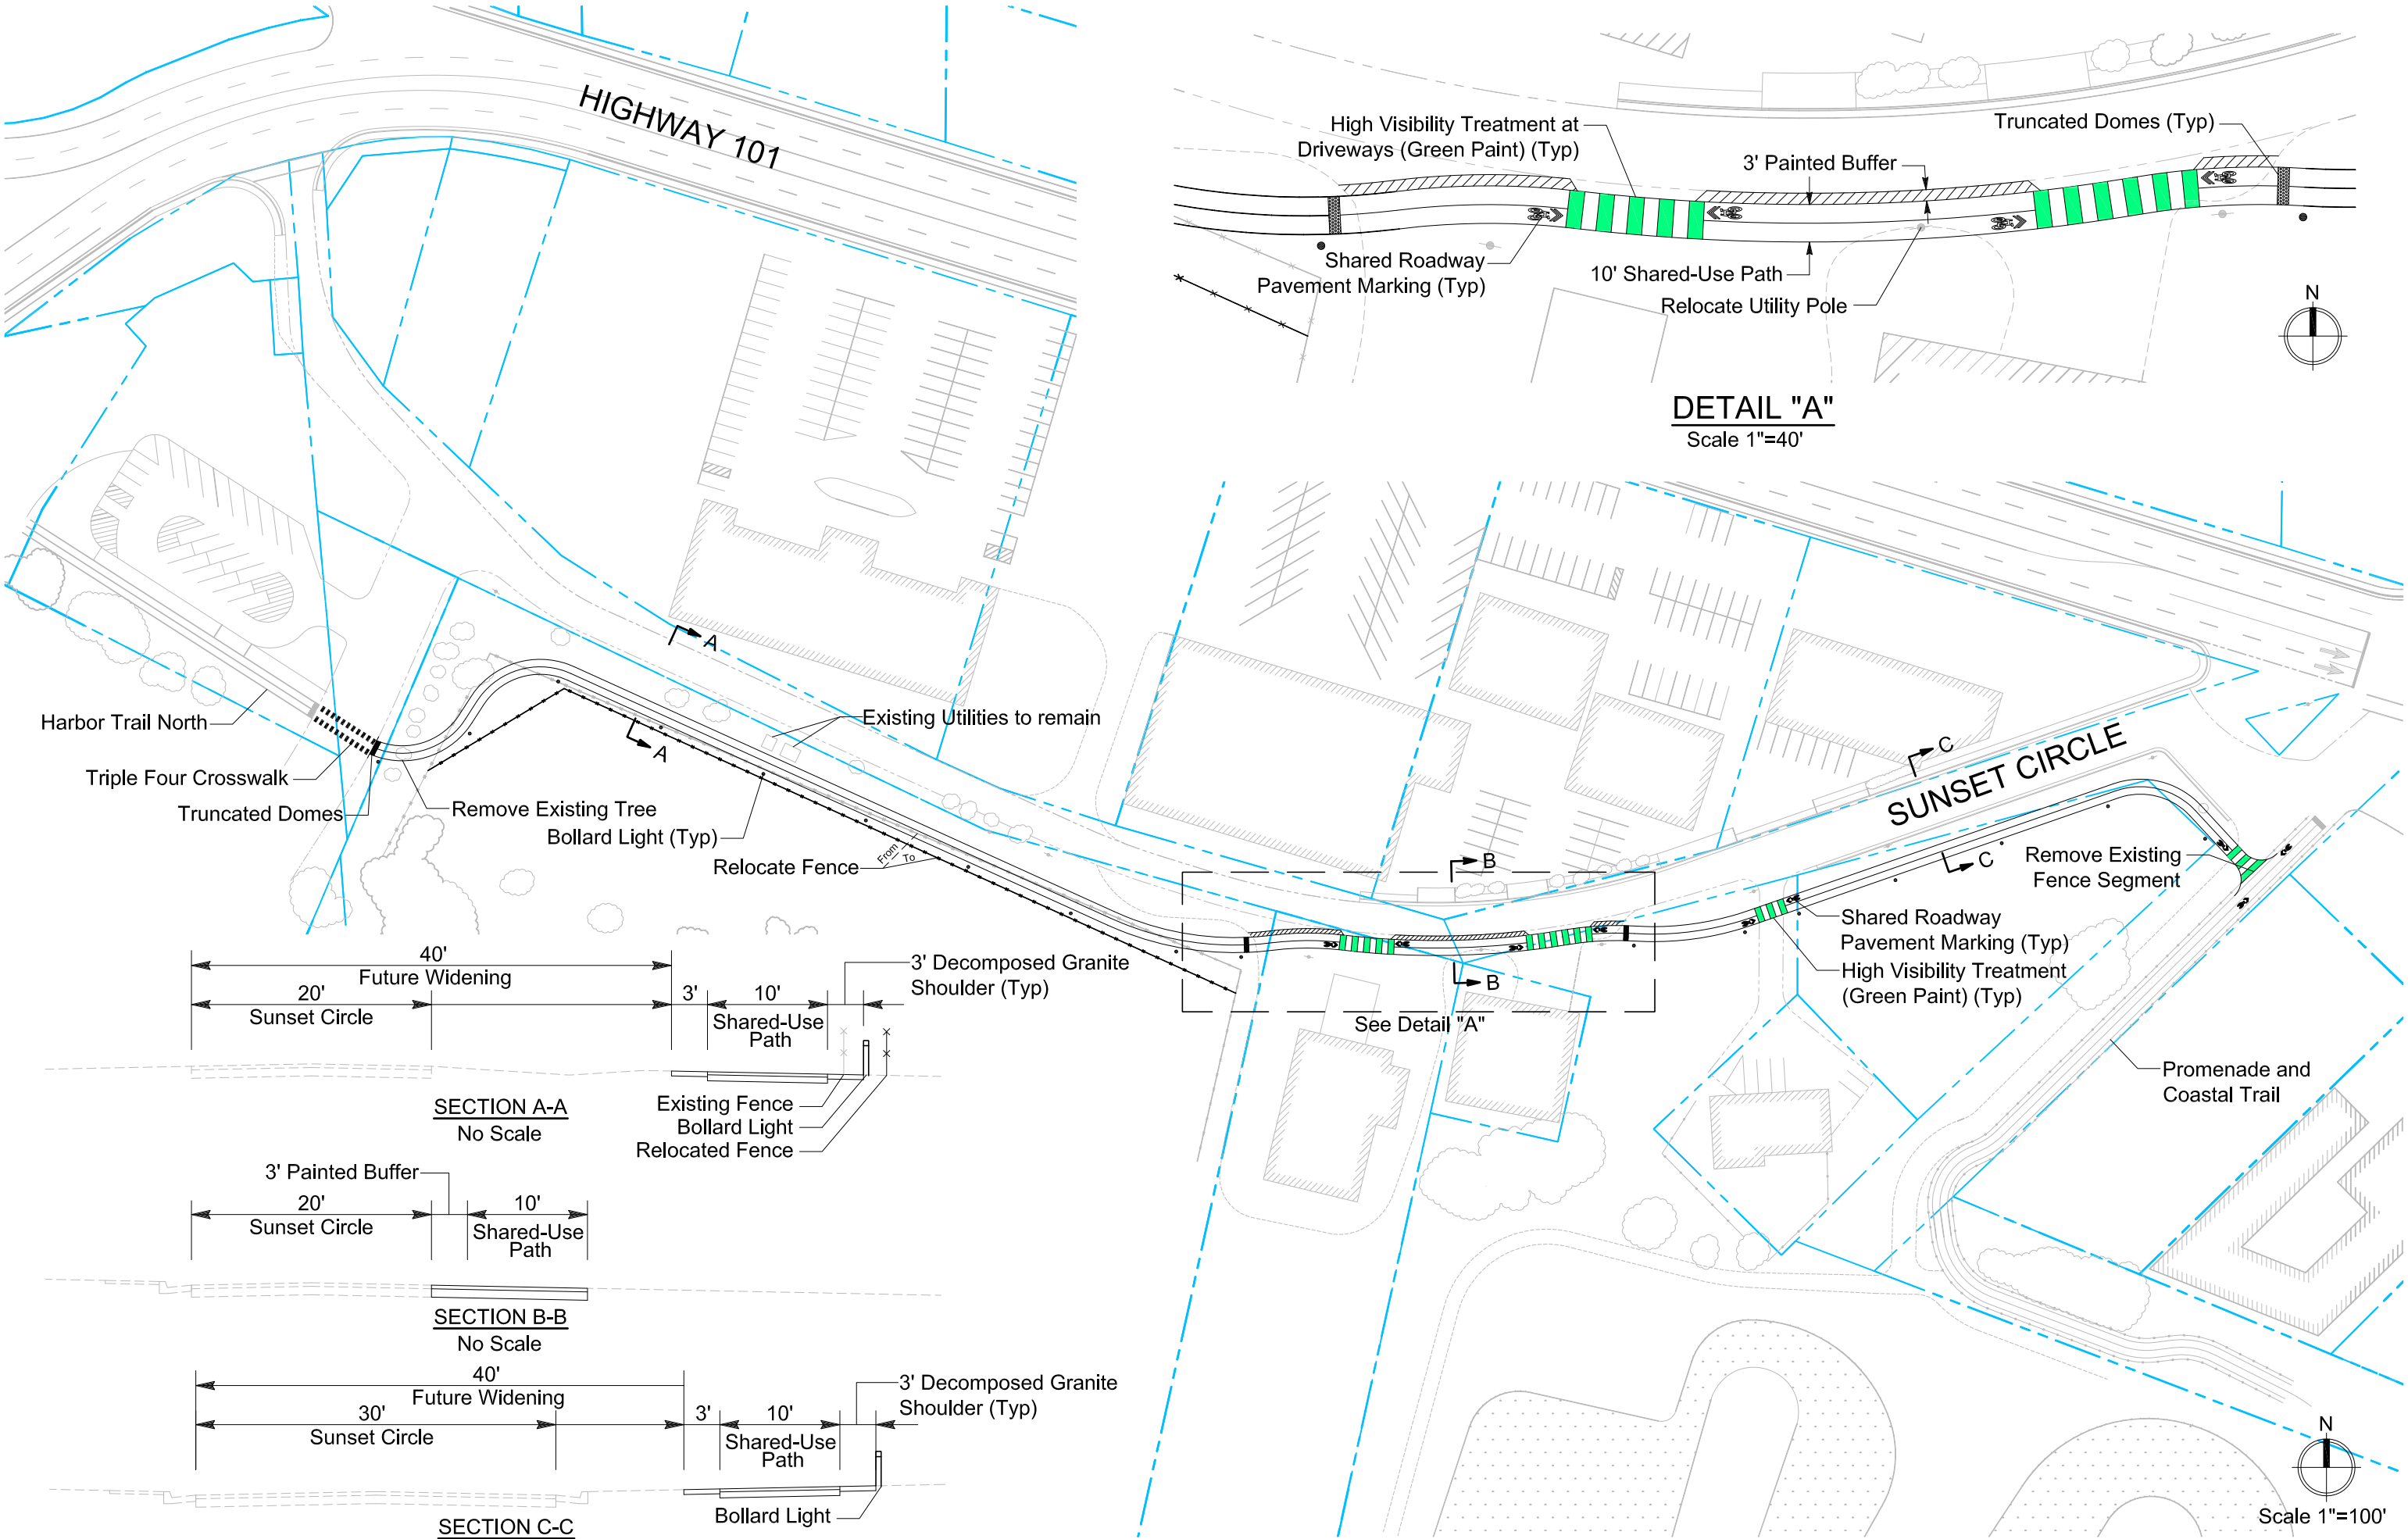 HIGHWAY 101
High Visibility Treatment at
Driveways (Green Paint) (Typ)
Truncated Domes (Typ)
3' Painted Buffer
Shared Roadway
Pavement Marking (Typ)
10' Shared-Use Path
Relocate Utility Pole
N
DETAIL "A"
Scale 1"=40'
A
A
Harbor Trail North
Triple Four Crosswalk
Truncated Domes
Remove Existing Tree
Bollard Light (Typ)
Relocate Fence
From
To
Existing Utilities to remain
B
B
See Detail "A"
C
C
SUNSET CIRCLE
Remove Existing
Fence Segment
Shared Roadway
Pavement Marking (Typ)
High Visibility Treatment
(Green Paint) (Typ)
Promenade and
Coastal Trail
40'
Future Widening
20'
Sunset Circle
3'
10'
Shared-Use
Path
3' Decomposed Granite
Shoulder (Typ)
Existing Fence
Bollard Light
Relocated Fence
SECTION A-A
No Scale
3' Painted Buffer
20'
Sunset Circle
10'
Shared-Use
Path
SECTION B-B
No Scale
40'
Future Widening
30'
Sunset Circle
3'
10'
Shared-Use
Path
3' Decomposed Granite
Shoulder (Typ)
Bollard Light
SECTION C-C
N
Scale 1"=100'